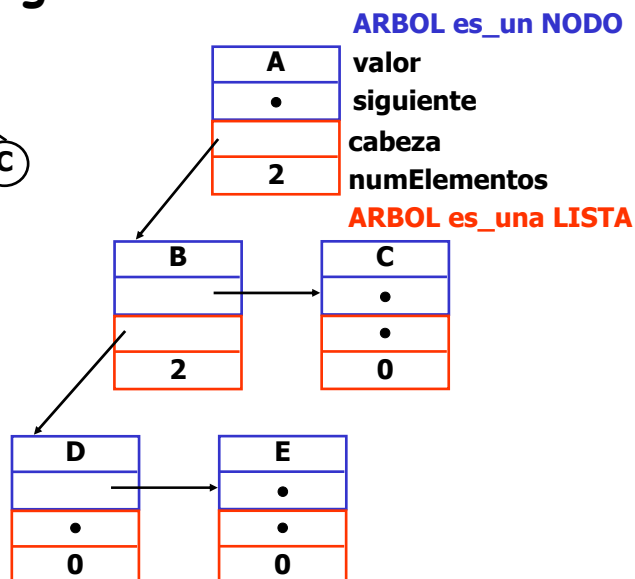 g
ARBOL es_un NODO
A
valor
siguiente
cabeza
C
2
numElementos
ARBOL es_una LISTA
B
C
2
0
D
E
0
0